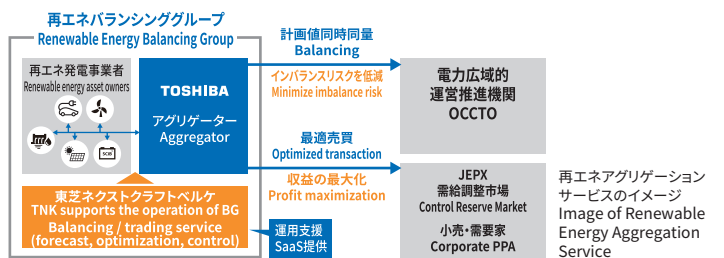 再エネバランシンググループ
Renewable Energy Balancing Group
再エネ発電事業者
Renewable energy asset owners
SCiB
TOSHIBA
アグリゲーター
Aggregator
東芝ネクストクラフトベルケ
TNK supports the operation of BG
Balancing / trading service
(forecast, optimization, control)
運用支援
SaaS提供
計画値同時同量
Balancing
インバランスリスクを低減
Minimize imbalance risk
最適売買
Optimized transaction
収益の最大化
Profit maximization
電力広域的
運営推進機関
OCCTO
JEPX
需給調整市場
Control Reserve Market
小売・需要家
Corporate PPA
再エネアグリゲーション
サービスのイメージ
Image of Renewable
Energy Aggregation
Service